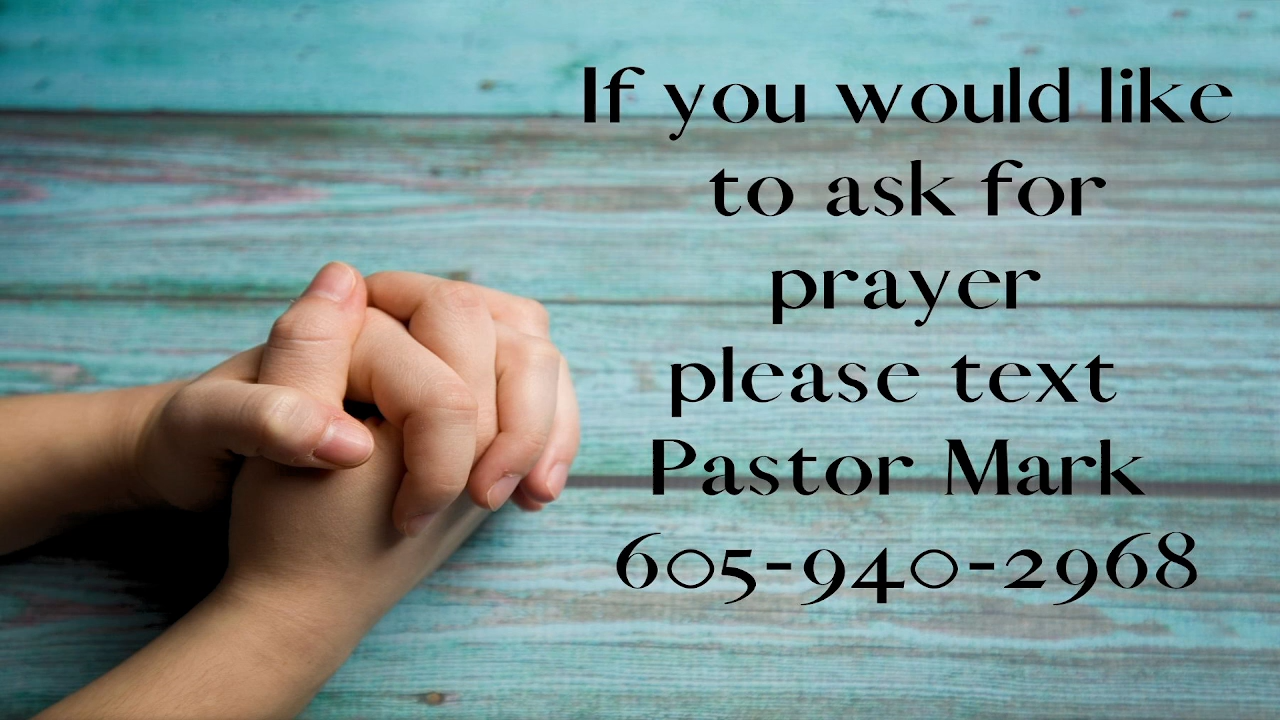 If you would like
to ask for
prayer
please text
Pastor Mark
605-940-2968